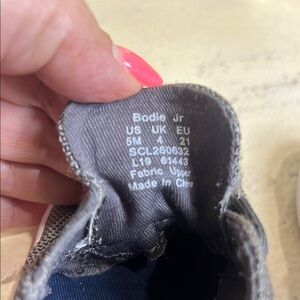 Bodie Jr
US UK EU
5M 4 21
SCL260632
L19 61443
Fabric Upper
Made In China